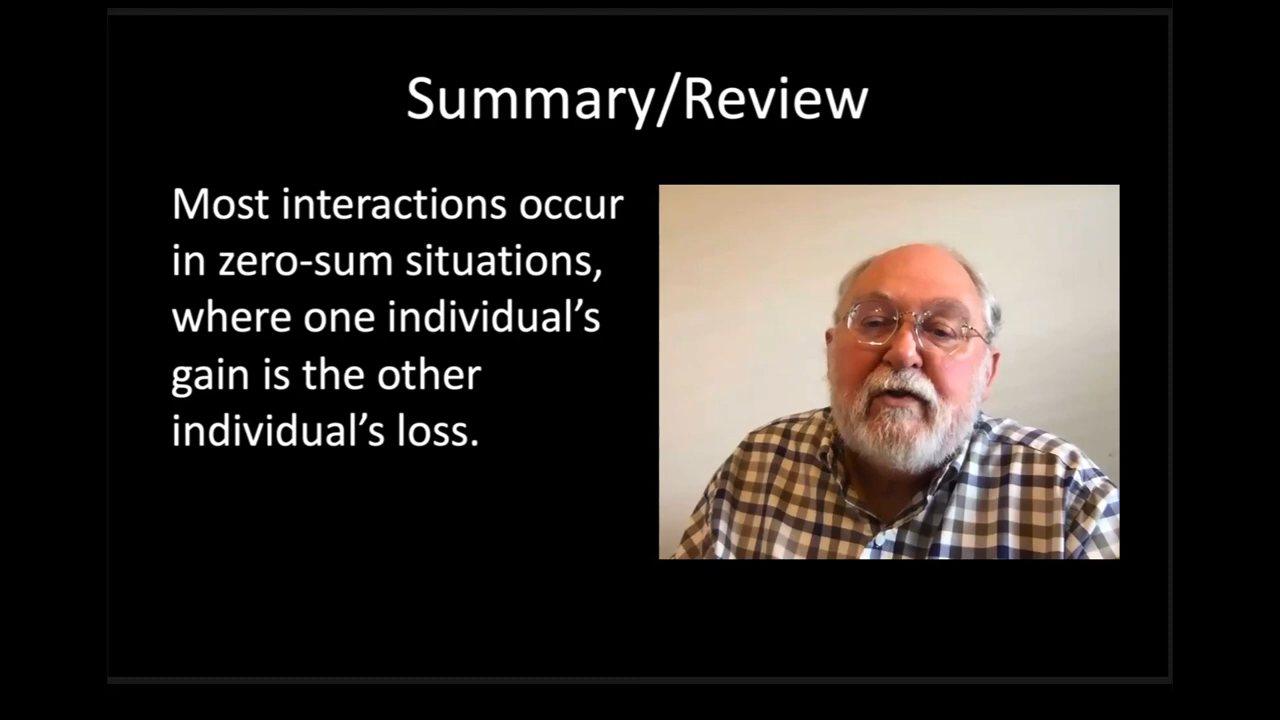 Summary/Review
Most interactions occur
in zero-sum situations,
where one individual’s
gain is the other
individual’s loss.